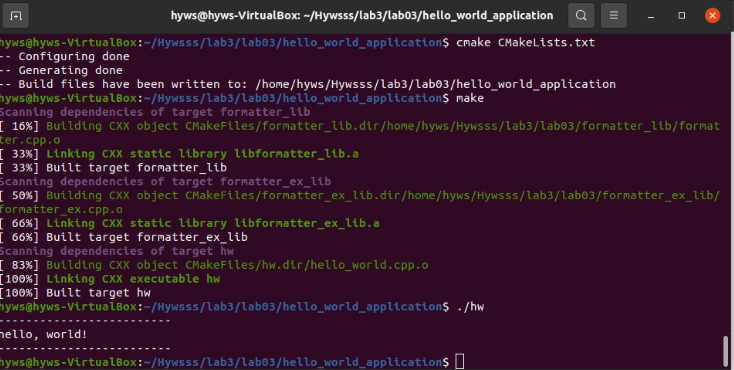 hyws@hyws-VirtualBox: ~/Hywsss/lab3/lab03/hello_world_application
hyws@hyws-VirtualBox:~/Hywsss/lab3/lab03/hello_world_application$ cmake CMakeLists.txt
-- Configuring done
-- Generating done
-- Build files have been written to: /home/hyws/Hywsss/lab3/lab03/hello_world_application
hyws@hyws-VirtualBox:~/Hywsss/lab3/lab03/hello_world_application$ make
Scanning dependencies of target formatter_lib
[ 16%] Building CXX object CMakeFiles/formatter_lib.dir/home/hyws/Hywsss/lab3/lab03/formatter_lib/format
ter.cpp.o
[ 33%] Linking CXX static library libformatter_lib.a
[ 33%] Built target formatter_lib
Scanning dependencies of target formatter_ex_lib
[ 50%] Building CXX object CMakeFiles/formatter_ex_lib.dir/home/hyws/Hywsss/lab3/lab03/formatter_ex_lib/
formatter_ex.cpp.o
[ 66%] Linking CXX static library libformatter_ex_lib.a
[ 66%] Built target formatter_ex_lib
Scanning dependencies of target hw
[ 83%] Building CXX object CMakeFiles/hw.dir/hello_world.cpp.o
[100%] Linking CXX executable hw
[100%] Built target hw
hyws@hyws-VirtualBox:~/Hywsss/lab3/lab03/hello_world_application$ ./hw
-------------------------
hello, world!
-------------------------
hyws@hyws-VirtualBox:~/Hywsss/lab3/lab03/hello_world_application$